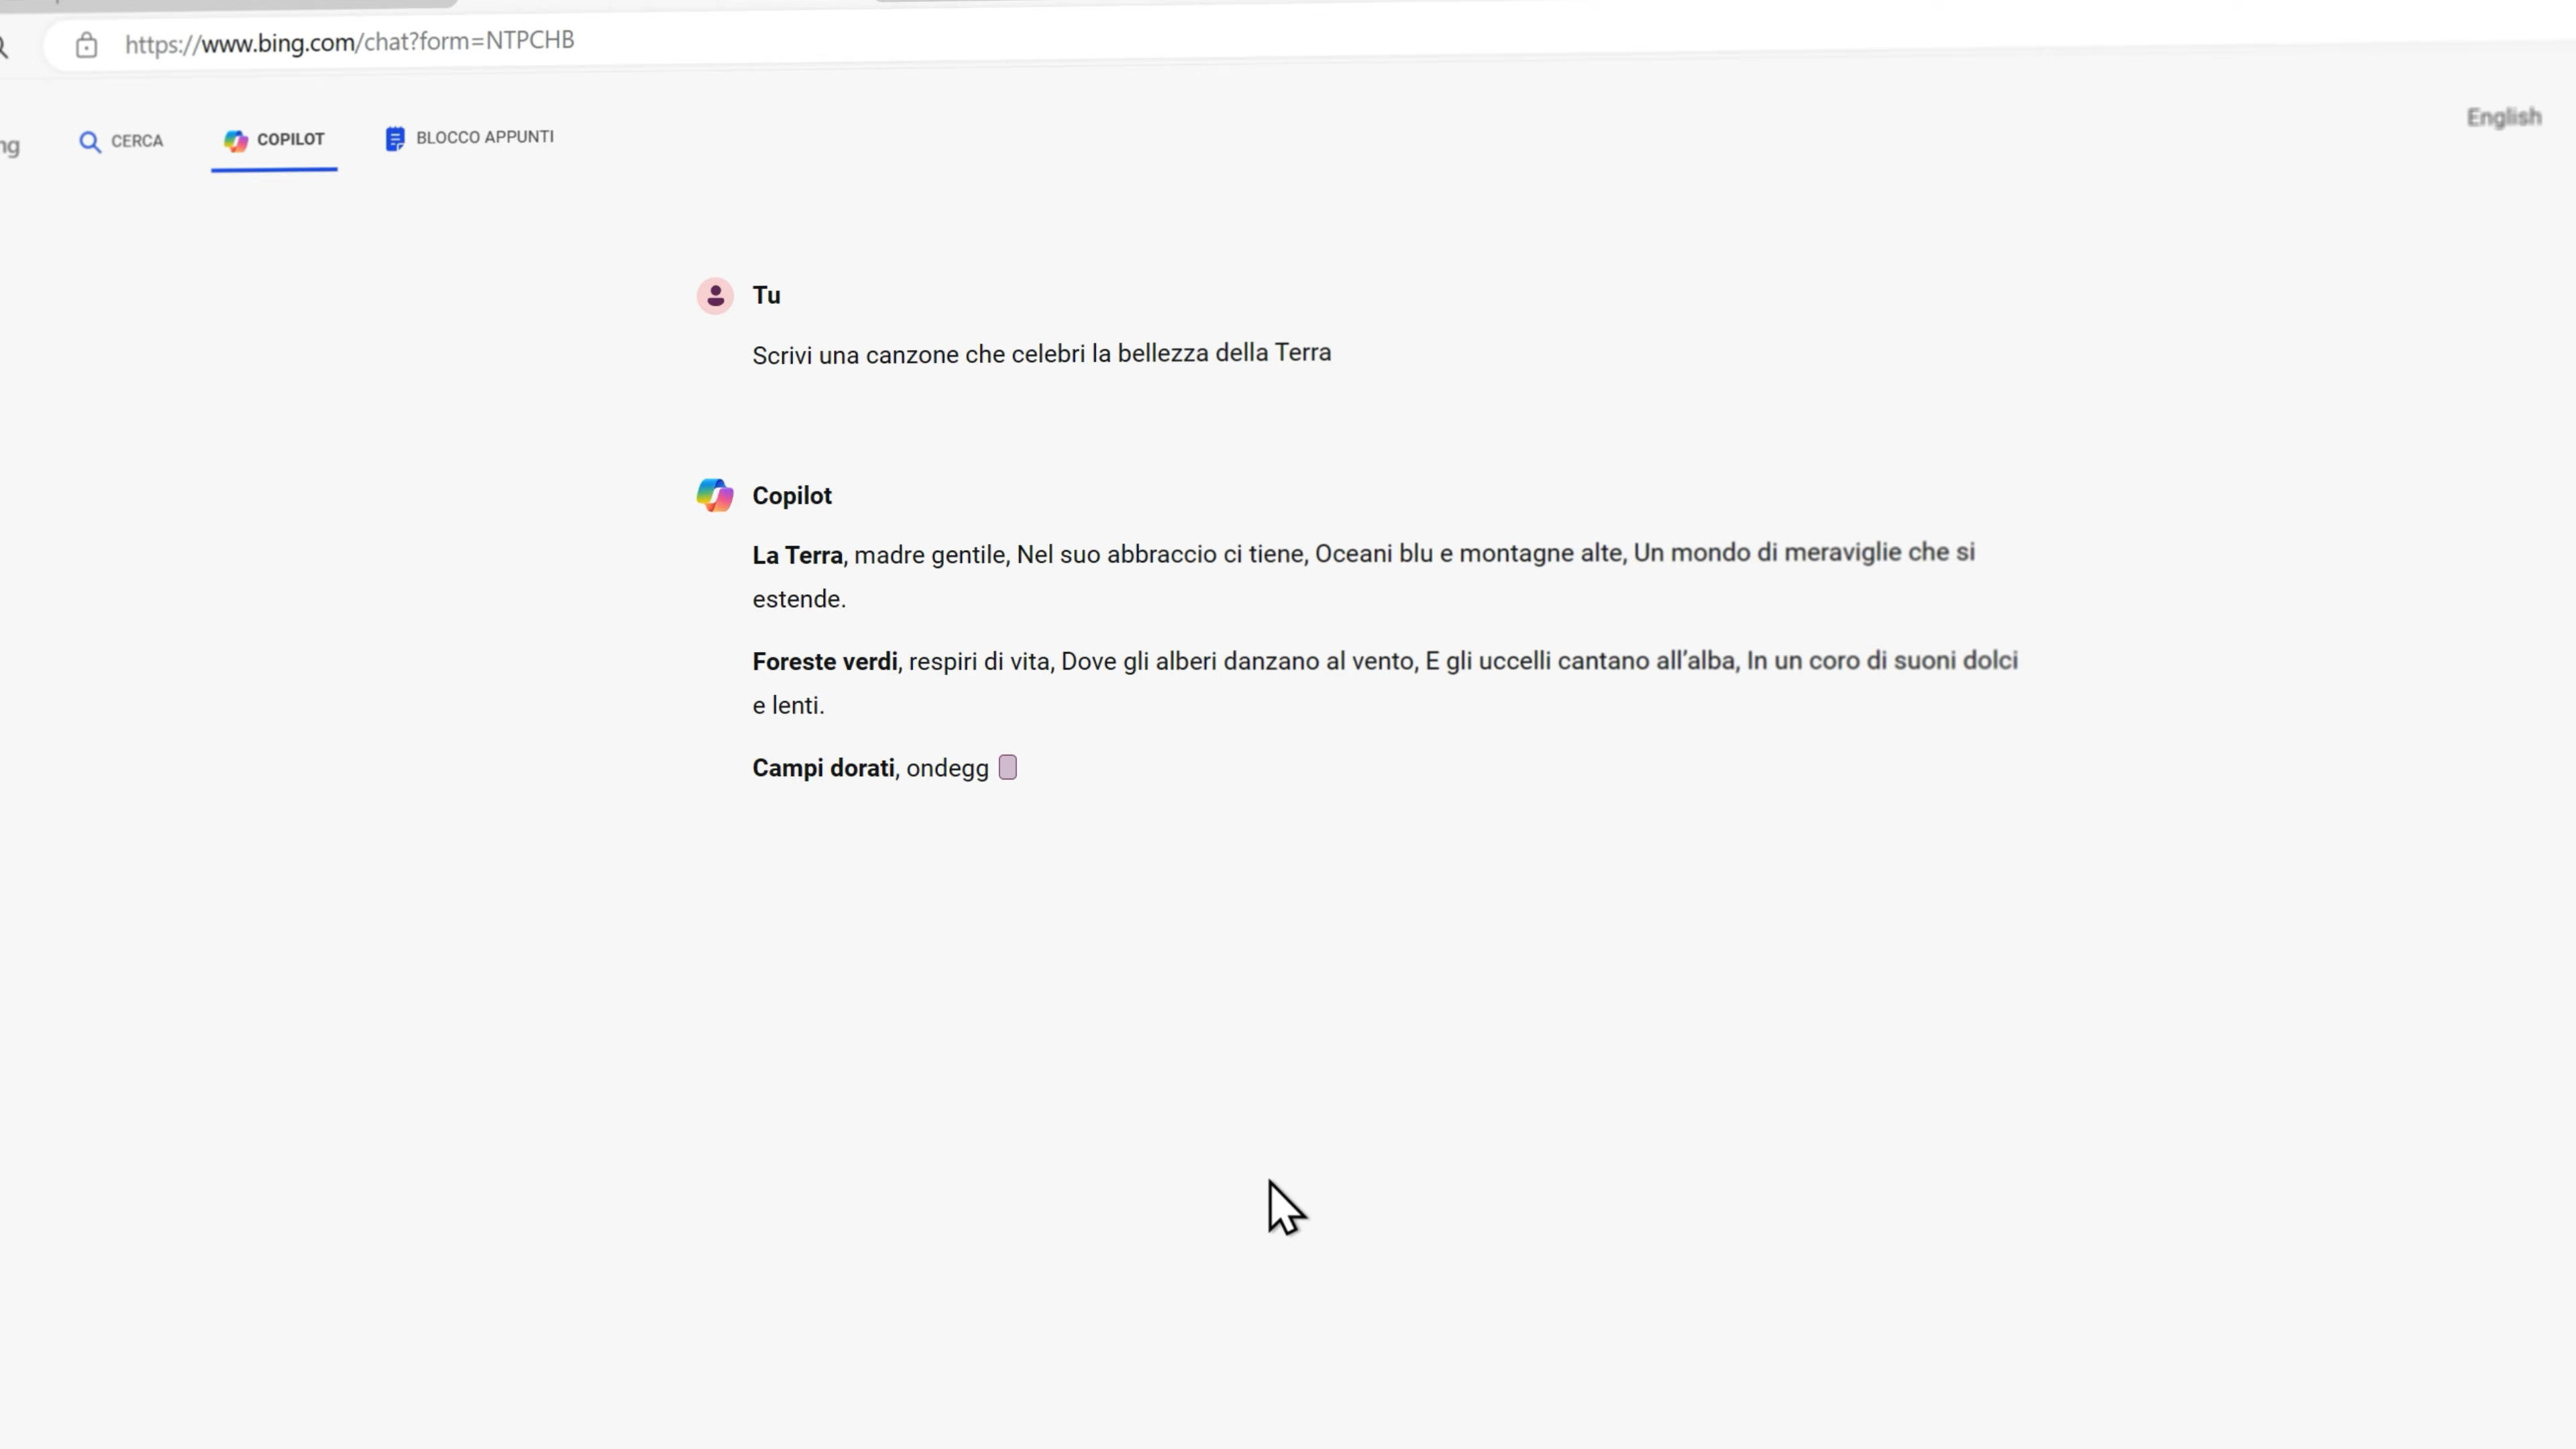 https://www.bing.com/chat?form=NTPCHB
ng
CERCA
COPILOT
BLOCCO APPUNTI
English
Tu
Scrivi una canzone che celebri la bellezza della Terra
Copilot
La Terra, madre gentile, Nel suo abbraccio ci tiene, Oceani blu e montagne alte, Un mondo di meraviglie che si
estende.
Foreste verdi, respiri di vita, Dove gli alberi danzano al vento, E gli uccelli cantano all’alba, In un coro di suoni dolci
e lenti.
Campi dorati, ondegg